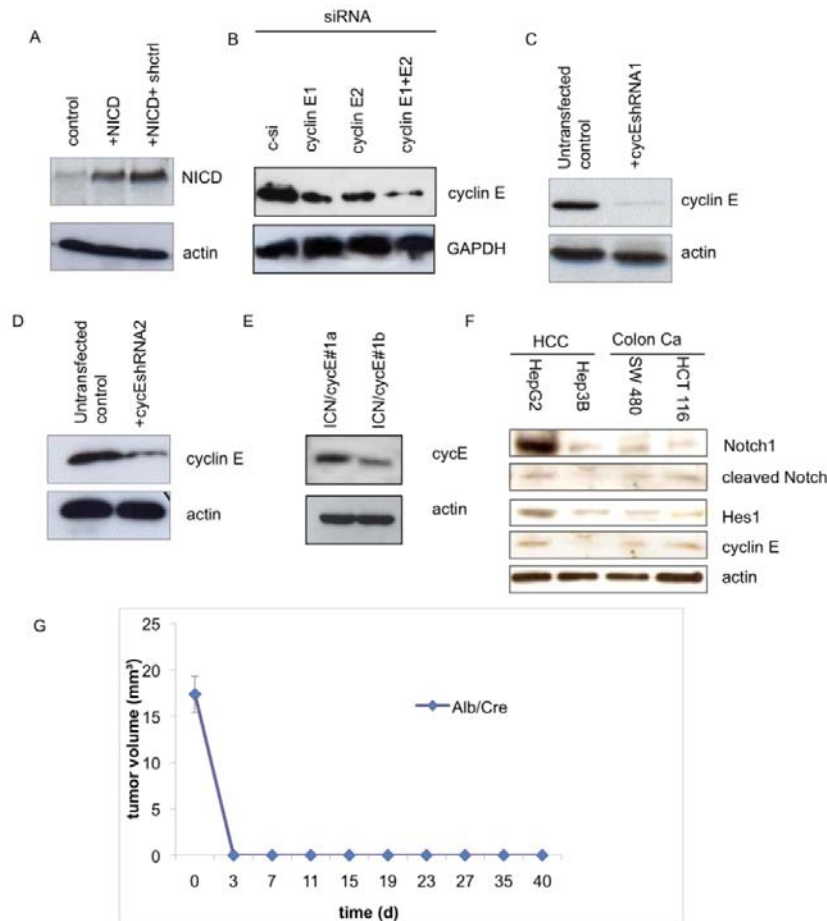 A
control
+NICD
+NICD+ shctrl
NICD
actin
B
siRNA
c-si
cyclin E1
cyclin E2
cyclin E1+E2
cyclin E
GAPDH
C
Untransfected
control
+cycEshRNA1
cyclin E
actin
D
Untransfected
control
+cycEshRNA2
cyclin E
actin
E
ICN/cycE#1a
ICN/cycE#1b
cycE
actin
F
HCC
Colon Ca
HepG2
Hep3B
SW 480
HCT 116
Notch1
cleaved Notch
Hes1
cyclin E
actin
G
tumor volume (mm³)
25
20
15
10
5
0
Alb/Cre
0 3 7 11 15 19 23 27 35 40
time (d)